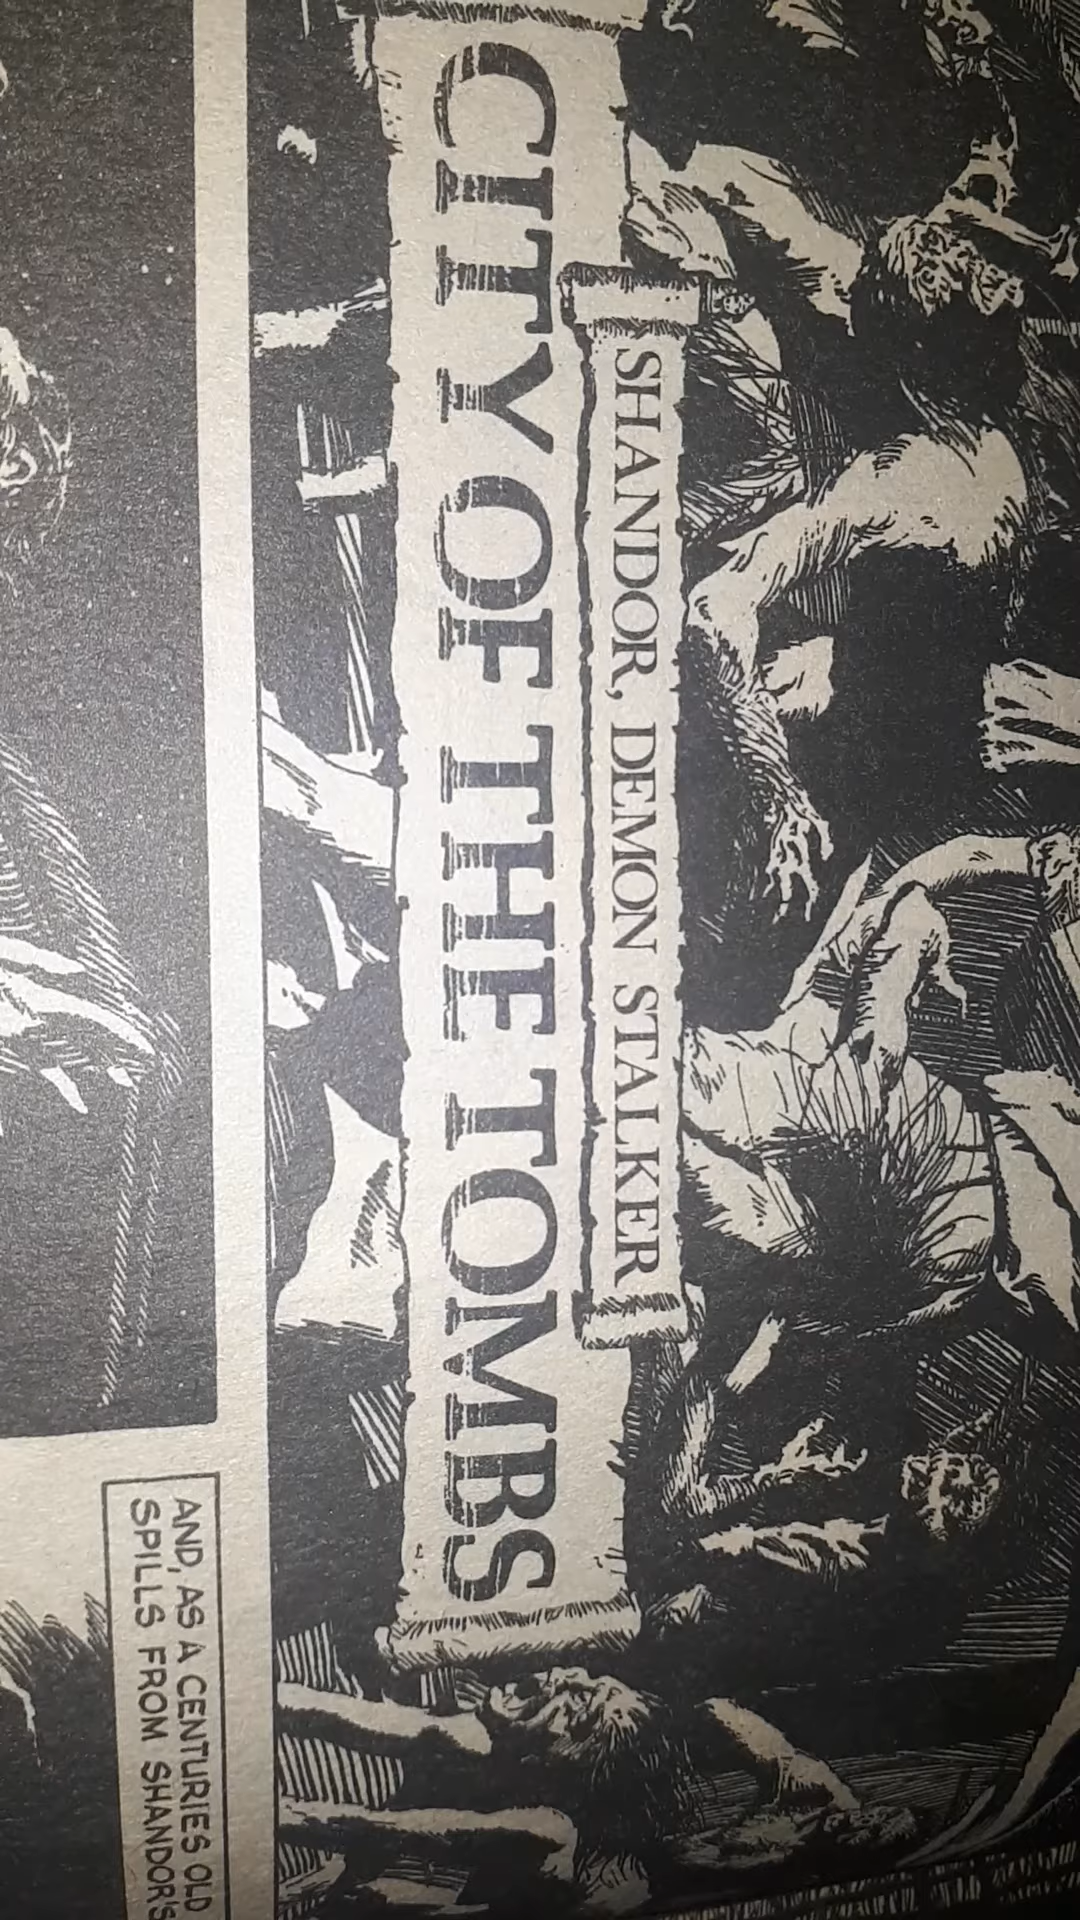 SHANDOR, DEMON STALKER
CITY OF THE TOMBS
AND, AS A CENTURIES OLD
SPILLS FROM SHANDOR'S